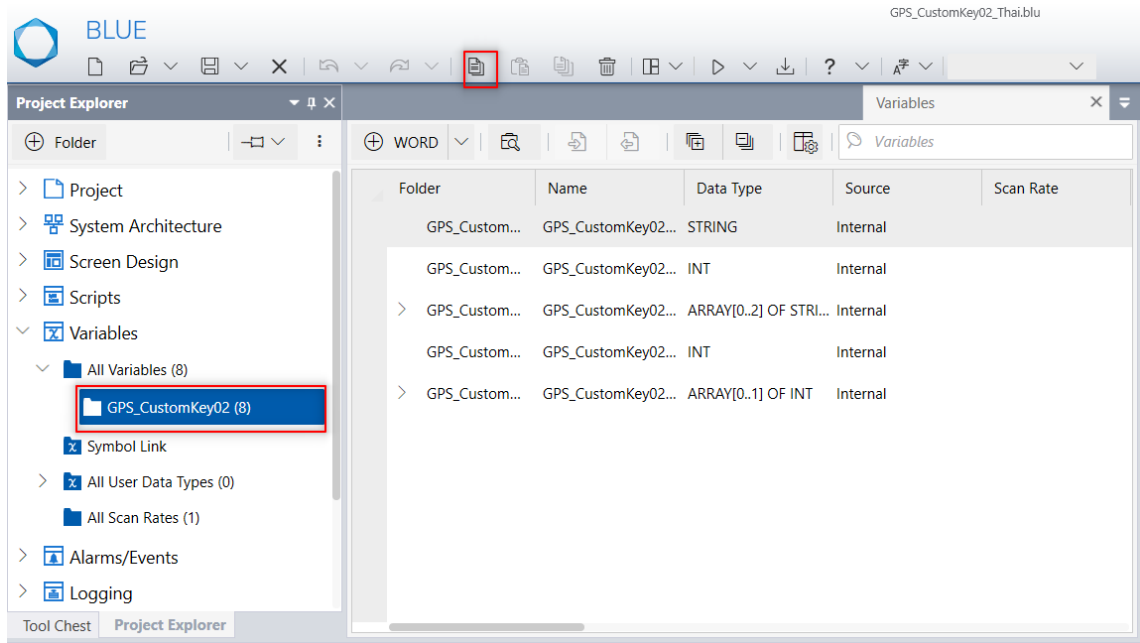 GPS_CustomKey02_Thai.blu
BLUE
?
Project Explorer
Variables
Folder
WORD
Variables
Folder Name Data Type Source Scan Rate
Project
System Architecture
Screen Design
Scripts
Variables
All Variables (8)
GPS_CustomKey02 (8)
Symbol Link
All User Data Types (0)
All Scan Rates (1)
Alarms/Events
Logging
GPS_Custom... GPS_CustomKey02... STRING Internal
GPS_Custom... GPS_CustomKey02... INT Internal
GPS_Custom... GPS_CustomKey02... ARRAY[0..2] OF STRI... Internal
GPS_Custom... GPS_CustomKey02... INT Internal
GPS_Custom... GPS_CustomKey02... ARRAY[0..1] OF INT Internal
Tool Chest Project Explorer